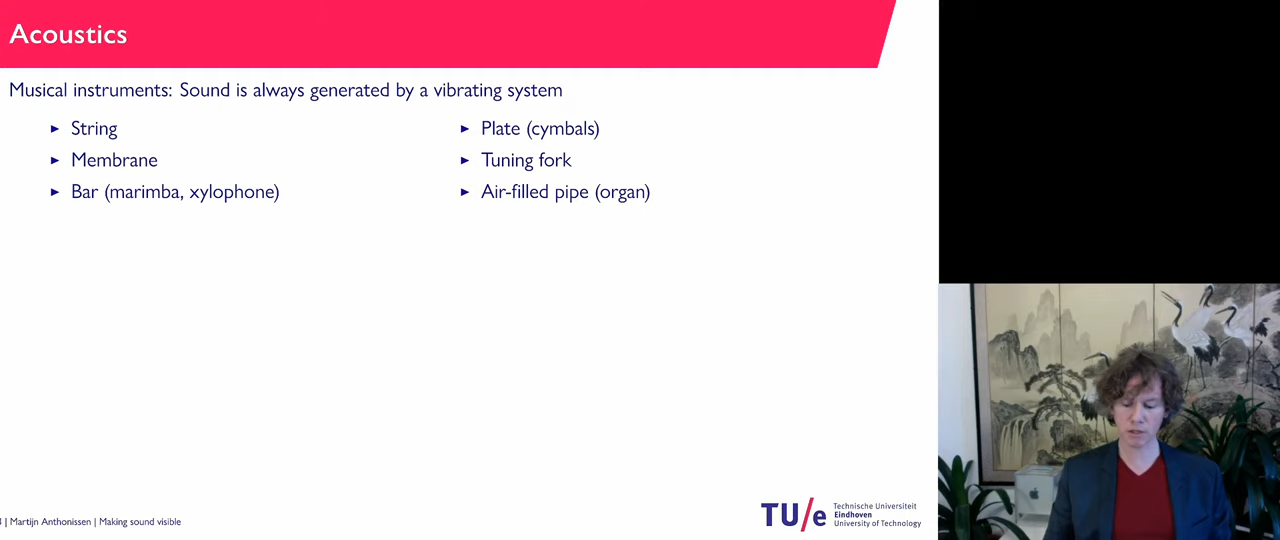 Acoustics
Musical instruments: Sound is always generated by a vibrating system
► String
► Membrane
► Bar (marimba, xylophone)
► Plate (cymbals)
► Tuning fork
► Air-filled pipe (organ)
| Martijn Anthonissen | Making sound visible
TU/e
Technische Universiteit
Eindhoven
University of Technology